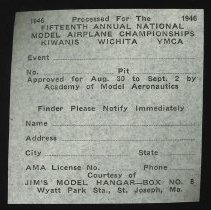 1946 Processed For The 1946
FIFTEENTH ANNUAL NATIONAL
MODEL AIRPLANE CHAMPIONSHIPS
KIWANIS WICHITA YMCA
Event
No. Pit
Approved for Aug. 30 to Sept. 2 by
Academy of Model Aeronautics
Finder Please Notify Immediately
Name
Address
City State
AMA License No. Phone
Courtesy of
JIM'S MODEL HANGAR—BOX NO. 8
Wyatt Park Sta., St. Joseph, Mo.